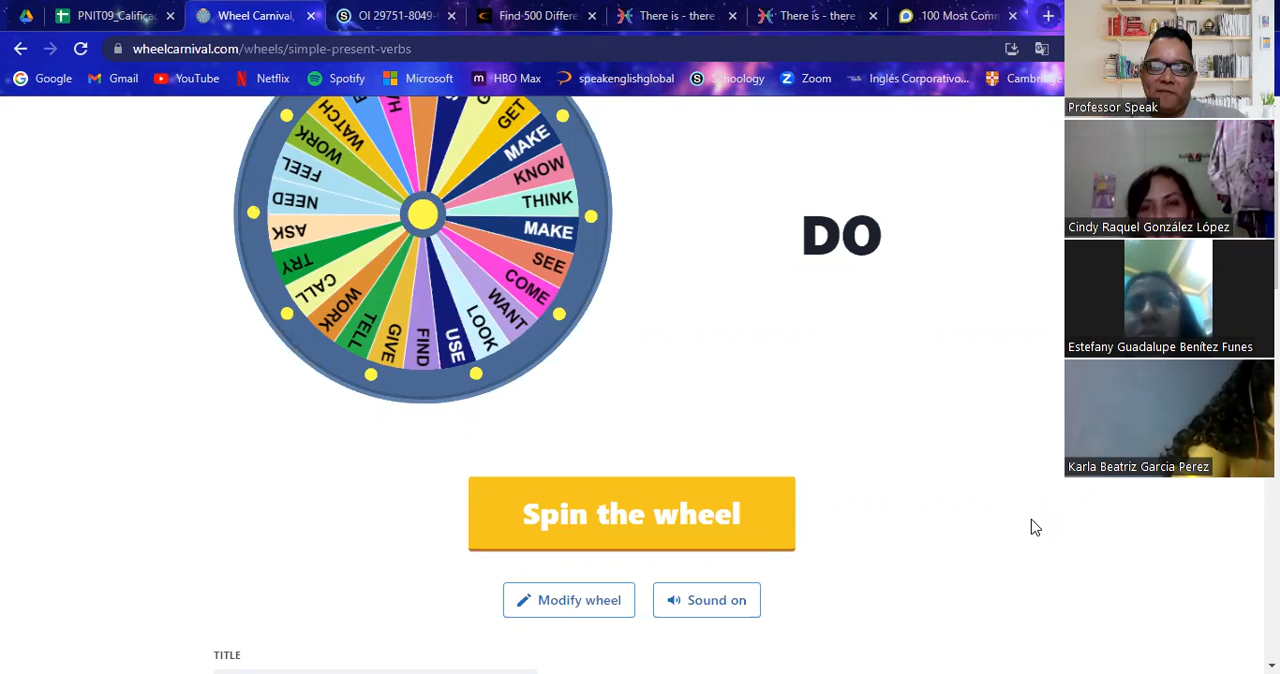 PNIT09_Califica
Wheel Carnival,
OI 29751-8049-
Find 500 Differe
There is - there
There is - there
100 Most Com
wheelcarnival.com/wheels/simple-present-verbs
Google
Gmail
YouTube
Netflix
Spotify
Microsoft
HBO Max
speakenglishglobal
Schoology
Zoom
Inglés Corporativo...
Cambridge
GET
MAKE
KNOW
THINK
MAKE
SEE
COME
WANT
LOOK
USE
FIND
GIVE
TELL
WORK
CALL
TRY
ASK
NEED
FEEL
WORK
WATCH
DO
Spin the wheel
Modify wheel
Sound on
TITLE
Professor Speak
Cindy Raquel González López
Estefany Guadalupe Benítez Funes
Karla Beatriz Garcia Perez